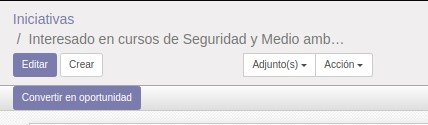 Iniciativas
/ Interesado en cursos de Seguridad y Medio amb…
Editar Crear Adjunto(s) Acción
Convertir en oportunidad